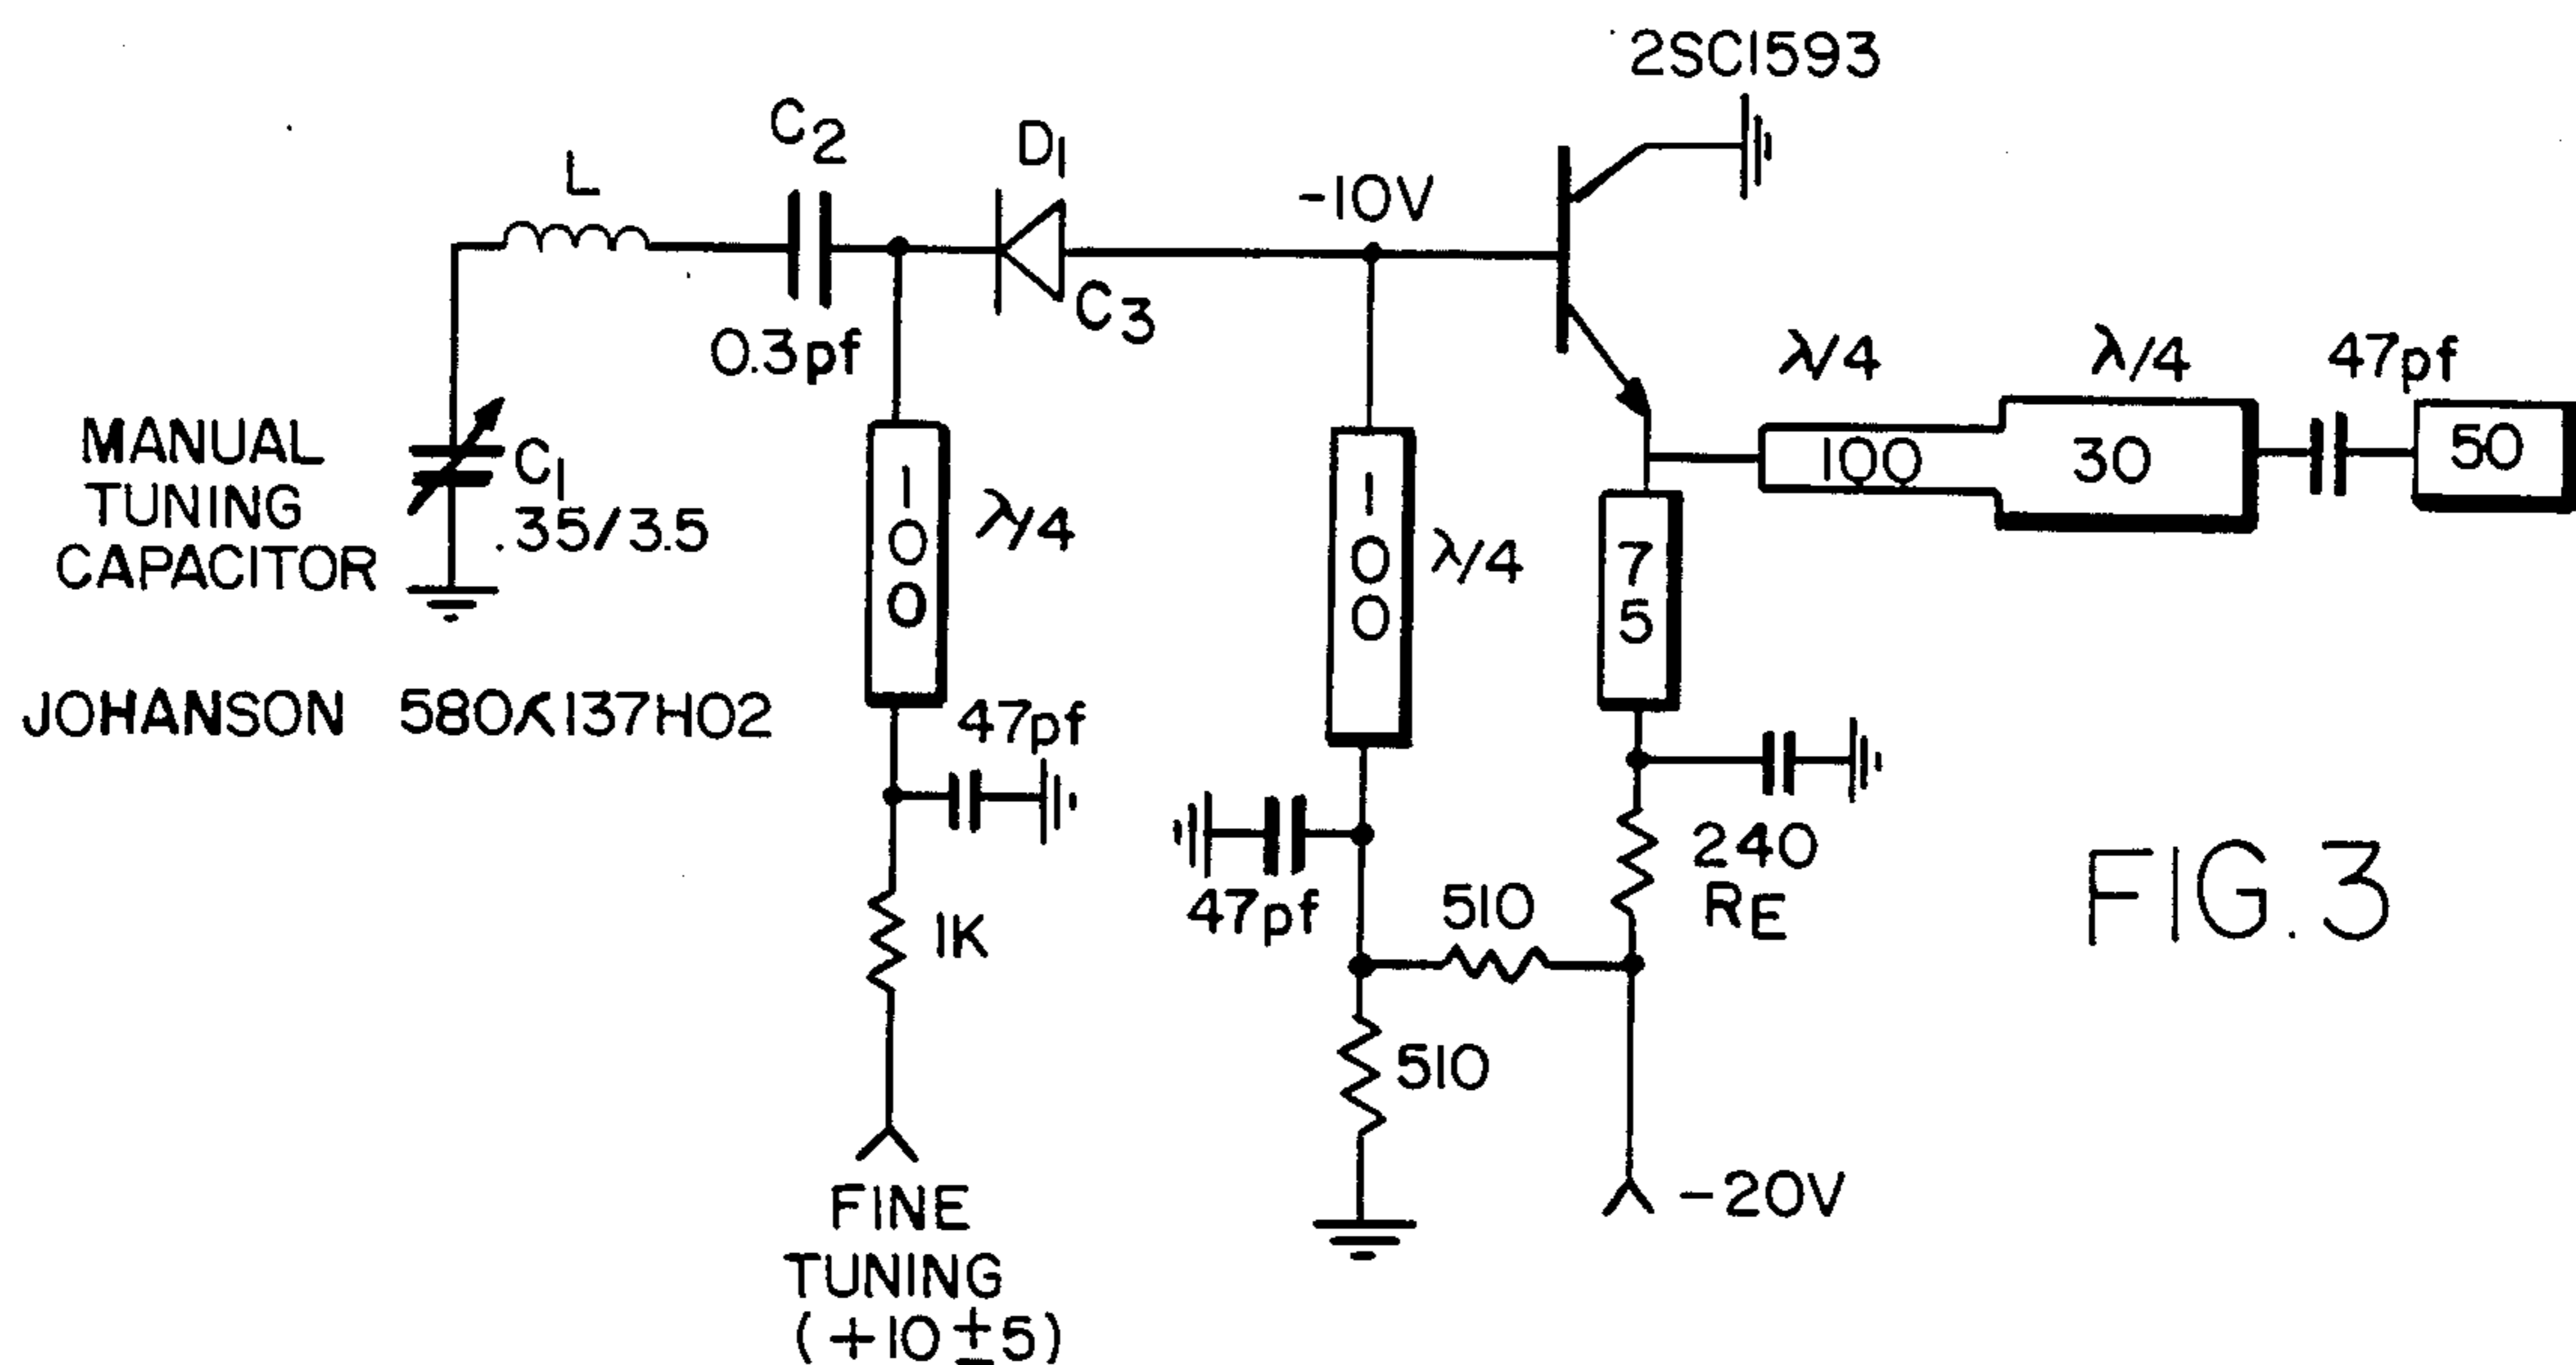 2SC1593
C2
D1
L
-10V
C3
0.3pf
λ/4
λ/4
47pf
MANUAL
TUNING
CAPACITOR
C1
.35/3.5
100
30
50
100
λ/4
100
λ/4
75
JOHANSON 580K137H02
47pf
47pf
240
RE
510
1K
510
FIG. 3
-20V
FINE
TUNING
(+10 ± 5)